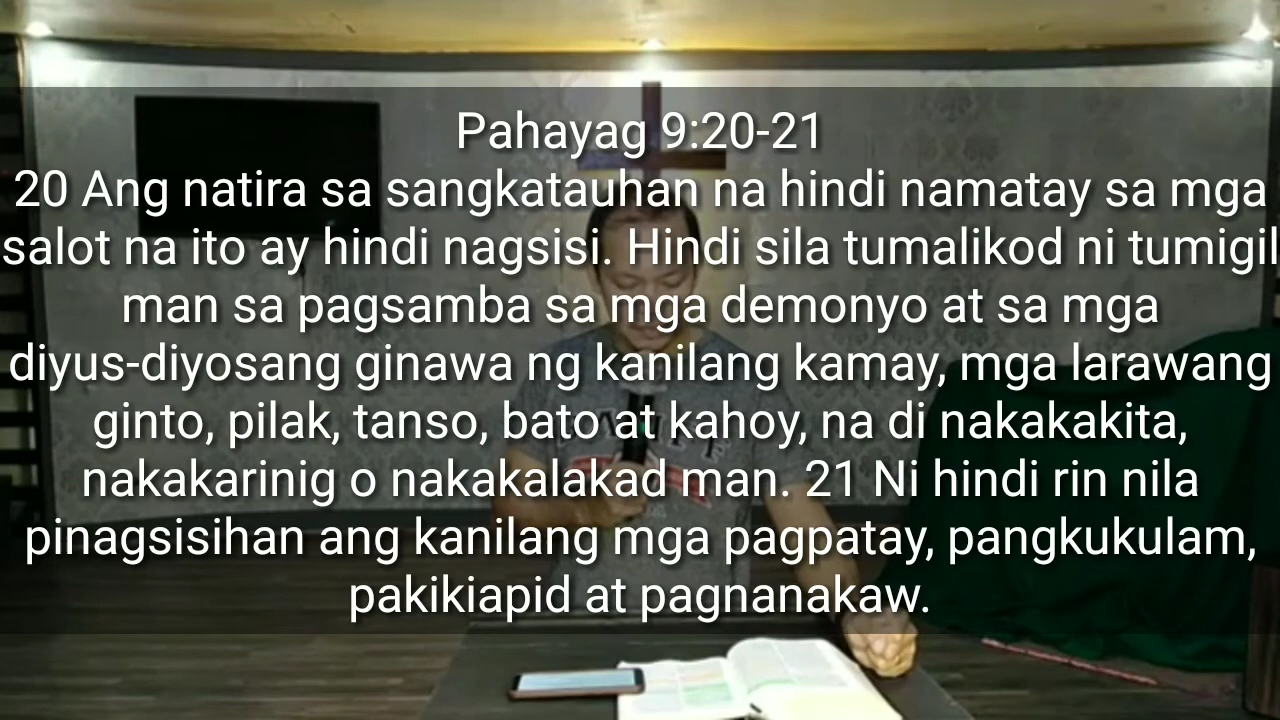 Pahayag 9:20-21
20 Ang natira sa sangkatauhan na hindi namatay sa mga
salot na ito ay hindi nagsisi. Hindi sila tumalikod ni tumigil
man sa pagsamba sa mga demonyo at sa mga
diyus-diyosang ginawa ng kanilang kamay, mga larawang
ginto, pilak, tanso, bato at kahoy, na di nakakakita,
nakakarinig o nakakalakad man. 21 Ni hindi rin nila
pinagsisihan ang kanilang mga pagpatay, pangkukulam,
pakikiapid at pagnanakaw.